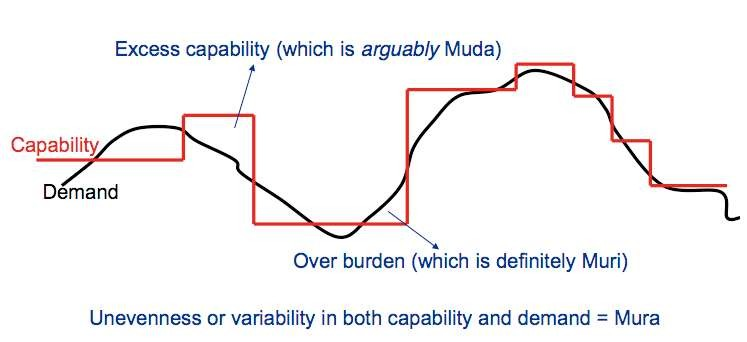 Excess capability (which is arguably Muda)
Capability
Demand
Over burden (which is definitely Muri)
Unevenness or variability in both capability and demand = Mura